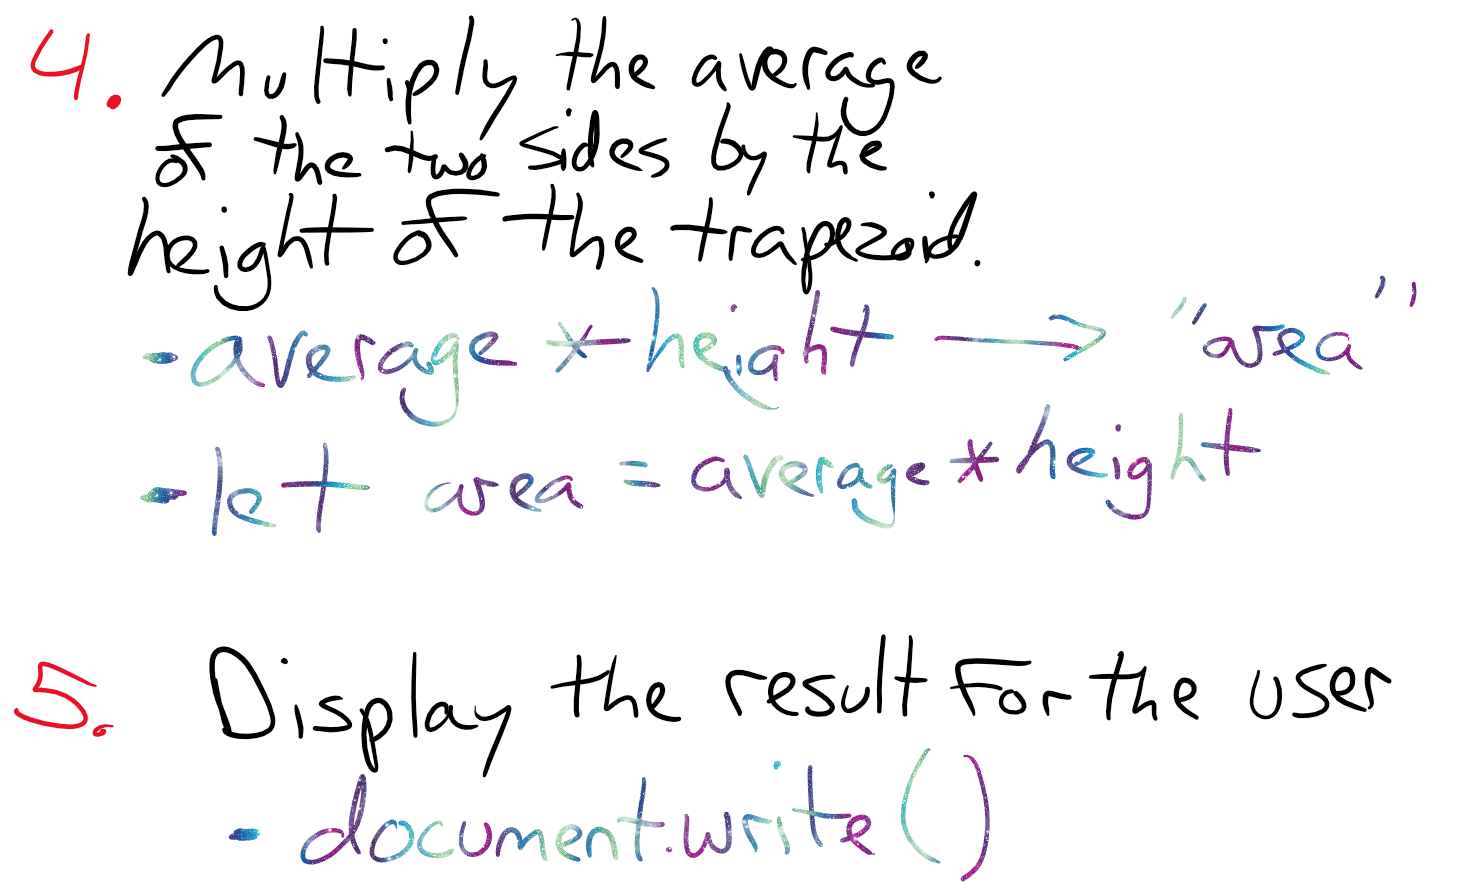 4. Multiply the average
of the two sides by the
height of the trapezoid.
- average * height → "area"
- let area = average * height
5. Display the result for the user
- document.write()